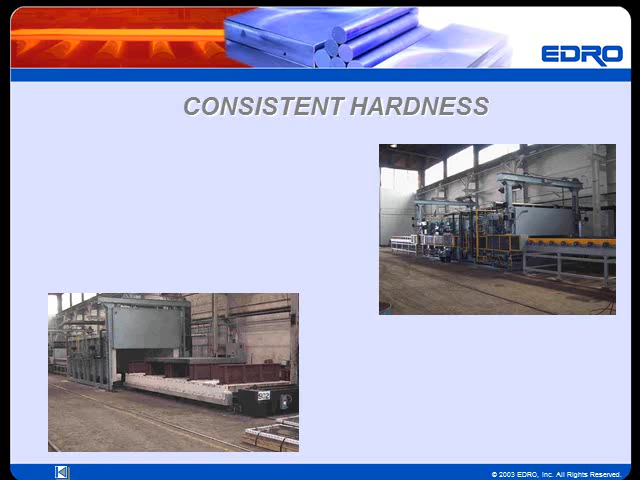 EDRO
CONSISTENT HARDNESS
© 2003 EDRO, Inc. All Rights Reserved.